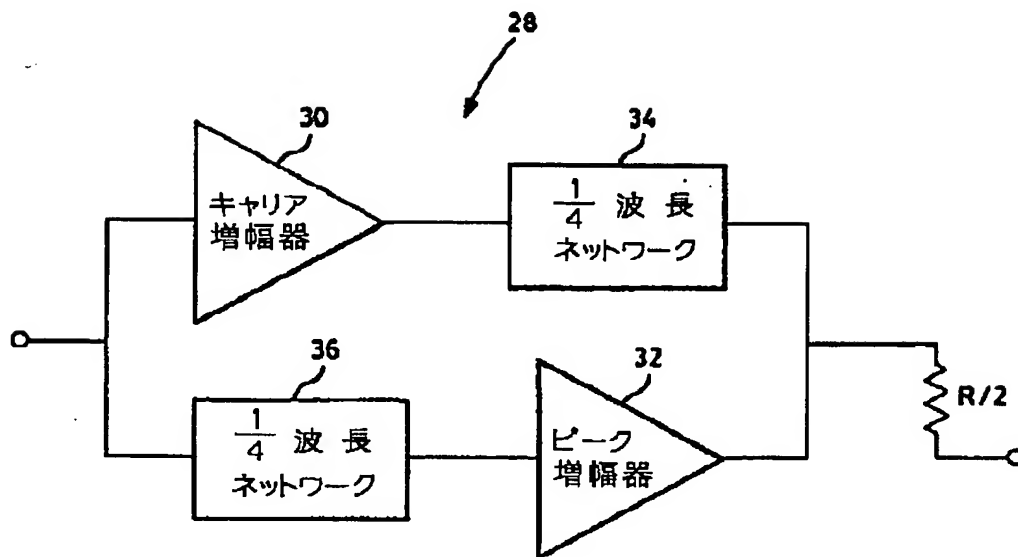 28
30
キャリア
増幅器
34
1/4 波長
ネットワーク
36
1/4 波長
ネットワーク
32
ピーク
増幅器
R/2